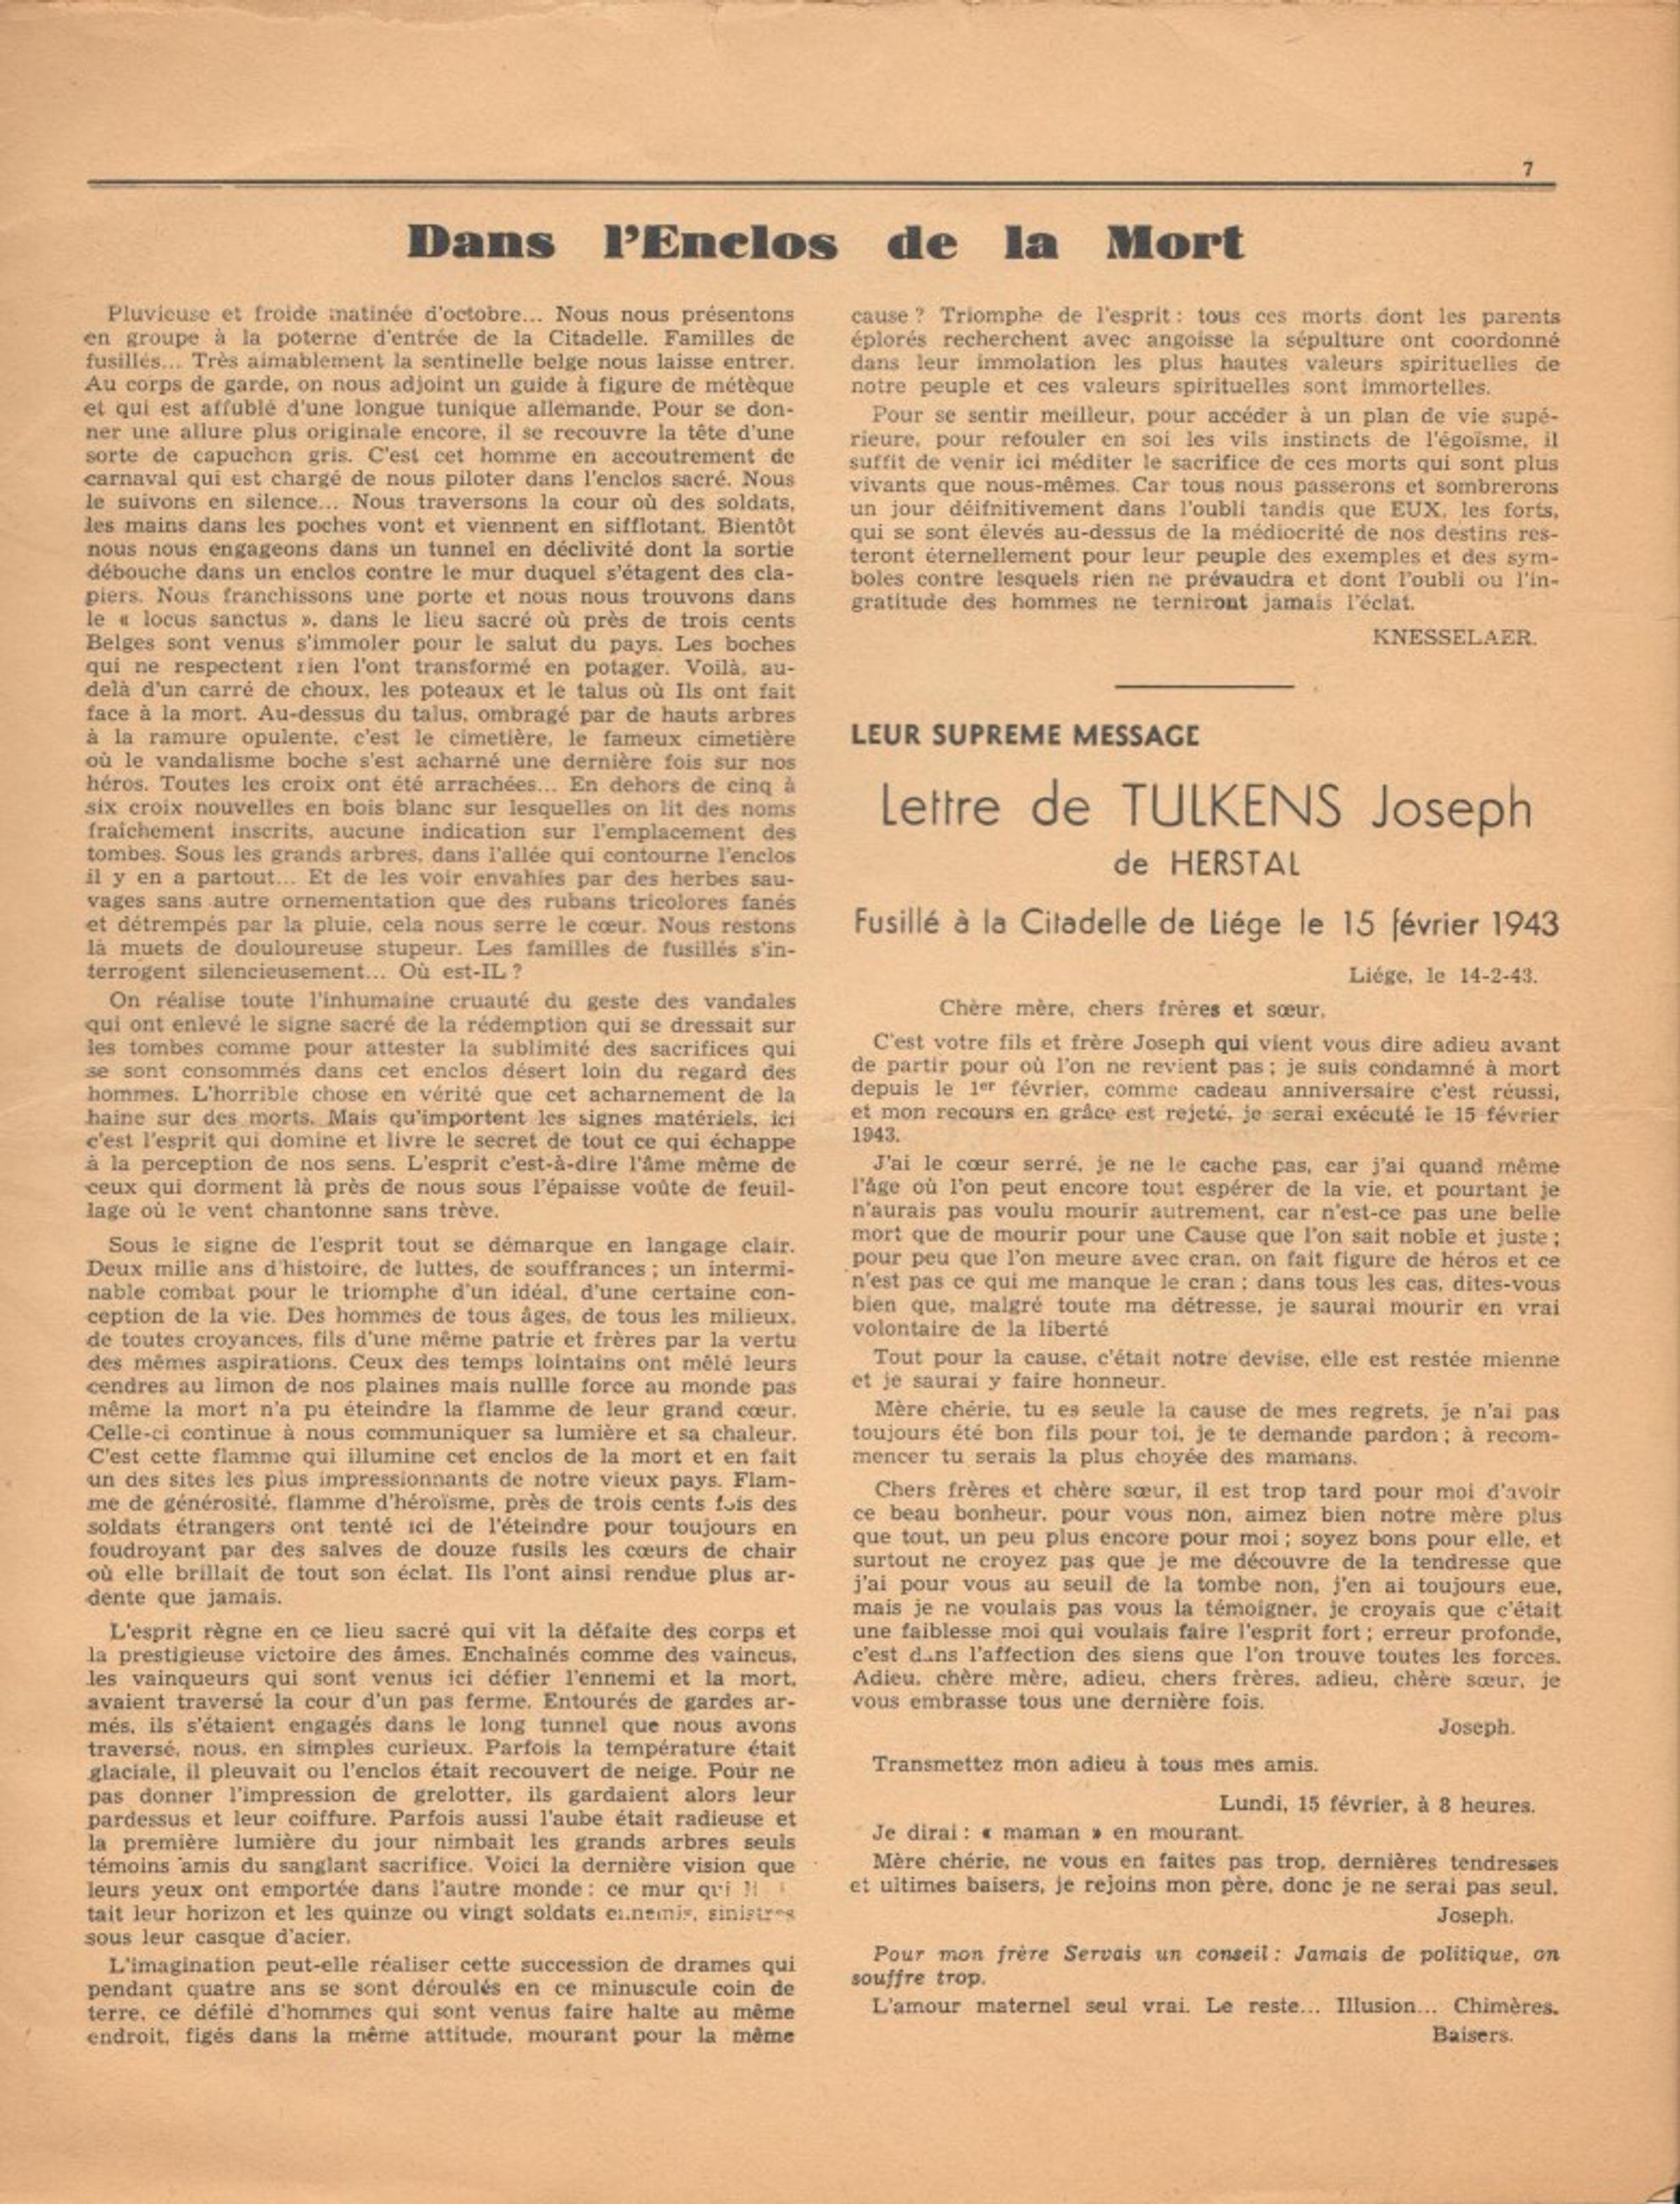 7
Dans l'Enclos de la Mort
Pluvieuse et froide matinée d'octobre... Nous nous présentons
en groupe à la poterne d'entrée de la Citadelle. Familles de
fusillés... Très aimablement la sentinelle belge nous laisse entrer.
Au corps de garde, on nous adjoint un guide à figure de métèque
et qui est affublé d'une longue tunique allemande. Pour se don-
ner une allure plus originale encore, il se recouvre la tête d'une
sorte de capuchon gris. C'est cet homme en accoutrement de
carnaval qui est chargé de nous piloter dans l'enclos sacré. Nous
le suivons en silence... Nous traversons la cour où des soldats,
les mains dans les poches vont et viennent en sifflotant. Bientôt
nous nous engageons dans un tunnel en déclivité dont la sortie
débouche dans un enclos contre le mur duquel s'étagent des cla-
piers. Nous franchissons une porte et nous nous trouvons dans
le « locus sanctus », dans le lieu sacré où près de trois cents
Belges sont venus s'immoler pour le salut du pays. Les boches
qui ne respectent rien l'ont transformé en potager. Voilà, au-
delà d'un carré de choux, les poteaux et le talus où Ils ont fait
face à la mort. Au-dessus du talus, ombragé par de hauts arbres
à la ramure opulente, c'est le cimetière, le fameux cimetière
où le vandalisme boche s'est acharné une dernière fois sur nos
héros. Toutes les croix ont été arrachées... En dehors de cinq à
six croix nouvelles en bois blanc sur lesquelles on lit des noms
fraîchement inscrits, aucune indication sur l'emplacement des
tombes. Sous les grands arbres, dans l'allée qui contourne l'enclos
il y en a partout... Et de les voir envahies par des herbes sau-
vages sans autre ornementation que des rubans tricolores fanés
et détrempés par la pluie, cela nous serre le cœur. Nous restons
là muets de douloureuse stupeur. Les familles de fusillés s'in-
terrogent silencieusement... Où est-IL ?
On réalise toute l'inhumaine cruauté du geste des vandales
qui ont enlevé le signe sacré de la rédemption qui se dressait sur
les tombes comme pour attester la sublimité des sacrifices qui
se sont consommés dans cet enclos désert loin du regard des
hommes. L'horrible chose en vérité que cet acharnement de la
haine sur des morts. Mais qu'importent les signes matériels, ici
c'est l'esprit qui domine et livre le secret de tout ce qui échappe
à la perception de nos sens. L'esprit c'est-à-dire l'âme même de
ceux qui dorment là près de nous sous l'épaisse voûte de feuil-
lage où le vent chantonne sans trève.
Sous le signe de l'esprit tout se démarque en langage clair.
Deux mille ans d'histoire, de luttes, de souffrances ; un intermi-
nable combat pour le triomphe d'un idéal, d'une certaine con-
ception de la vie. Des hommes de tous âges, de tous les milieux,
de toutes croyances, fils d'une même patrie et frères par la vertu
des mêmes aspirations. Ceux des temps lointains ont mêlé leurs
cendres au limon de nos plaines mais nullle force au monde pas
même la mort n'a pu éteindre la flamme de leur grand cœur.
Celle-ci continue à nous communiquer sa lumière et sa chaleur.
C'est cette flamme qui illumine cet enclos de la mort et en fait
un des sites les plus impressionnants de notre vieux pays. Flam-
me de générosité, flamme d'héroïsme, près de trois cents fois des
soldats étrangers ont tenté ici de l'éteindre pour toujours en
foudroyant par des salves de douze fusils les cœurs de chair
où elle brillait de tout son éclat. Ils l'ont ainsi rendue plus ar-
dente que jamais.
L'esprit règne en ce lieu sacré qui vit la défaite des corps et
la prestigieuse victoire des âmes. Enchaînés comme des vaincus,
les vainqueurs qui sont venus ici défier l'ennemi et la mort,
avaient traversé la cour d'un pas ferme. Entourés de gardes ar-
més, ils s'étaient engagés dans le long tunnel que nous avons
traversé, nous, en simples curieux. Parfois la température était
glaciale, il pleuvait ou l'enclos était recouvert de neige. Pour ne
pas donner l'impression de grelotter, ils gardaient alors leur
pardessus et leur coiffure. Parfois aussi l'aube était radieuse et
la première lumière du jour nimbait les grands arbres seuls
témoins amis du sanglant sacrifice. Voici la dernière vision que
leurs yeux ont emportée dans l'autre monde : ce mur qui
tait leur horizon et les quinze ou vingt soldats ennemis, sinistres
sous leur casque d'acier.
L'imagination peut-elle réaliser cette succession de drames qui
pendant quatre ans se sont déroulés en ce minuscule coin de
terre, ce défilé d'hommes qui sont venus faire halte au même
endroit, figés dans la même attitude, mourant pour la même
cause ? Triomphe de l'esprit : tous ces morts dont les parents
éplorés recherchent avec angoisse la sépulture ont coordonné
dans leur immolation les plus hautes valeurs spirituelles de
notre peuple et ces valeurs spirituelles sont immortelles.
Pour se sentir meilleur, pour accéder à un plan de vie supé-
rieure, pour refouler en soi les vils instincts de l'égoïsme, il
suffit de venir ici méditer le sacrifice de ces morts qui sont plus
vivants que nous-mêmes. Car tous nous passerons et sombrerons
un jour déifnitivement dans l'oubli tandis que EUX, les forts,
qui se sont élevés au-dessus de la médiocrité de nos destins res-
teront éternellement pour leur peuple des exemples et des sym-
boles contre lesquels rien ne prévaudra et dont l'oubli ou l'in-
gratitude des hommes ne terniront jamais l'éclat.
KNESSELAER.
LEUR SUPREME MESSAGE
Lettre de TULKENS Joseph
de HERSTAL
Fusillé à la Citadelle de Liége le 15 février 1943
Liége, le 14-2-43.
Chère mère, chers frères et sœur,
C'est votre fils et frère Joseph qui vient vous dire adieu avant
de partir pour où l'on ne revient pas ; je suis condamné à mort
depuis le 1er février, comme cadeau anniversaire c'est réussi,
et mon recours en grâce est rejeté, je serai exécuté le 15 février
1943.
J'ai le cœur serré, je ne le cache pas, car j'ai quand même
l'âge où l'on peut encore tout espérer de la vie, et pourtant je
n'aurais pas voulu mourir autrement, car n'est-ce pas une belle
mort que de mourir pour une Cause que l'on sait noble et juste ;
pour peu que l'on meure avec cran, on fait figure de héros et ce
n'est pas ce qui me manque le cran ; dans tous les cas, dites-vous
bien que, malgré toute ma détresse, je saurai mourir en vrai
volontaire de la liberté
Tout pour la cause, c'était notre devise, elle est restée mienne
et je saurai y faire honneur.
Mère chérie, tu es seule la cause de mes regrets, je n'ai pas
toujours été bon fils pour toi, je te demande pardon ; à recom-
mencer tu serais la plus choyée des mamans.
Chers frères et chère sœur, il est trop tard pour moi d'avoir
ce beau bonheur, pour vous non, aimez bien notre mère plus
que tout, un peu plus encore pour moi ; soyez bons pour elle, et
surtout ne croyez pas que je me découvre de la tendresse que
j'ai pour vous au seuil de la tombe non, j'en ai toujours eue,
mais je ne voulais pas vous la témoigner, je croyais que c'était
une faiblesse moi qui voulais faire l'esprit fort ; erreur profonde,
c'est dans l'affection des siens que l'on trouve toutes les forces.
Adieu, chère mère, adieu, chers frères, adieu, chère sœur, je
vous embrasse tous une dernière fois.
Joseph.
Transmettez mon adieu à tous mes amis.
Lundi, 15 février, à 8 heures.
Je dirai : « maman » en mourant.
Mère chérie, ne vous en faites pas trop, dernières tendresses
et ultimes baisers, je rejoins mon père, donc je ne serai pas seul.
Joseph.
Pour mon frère Servais un conseil : Jamais de politique, on
souffre trop.
L'amour maternel seul vrai. Le reste... Illusion... Chimères.
Baisers.